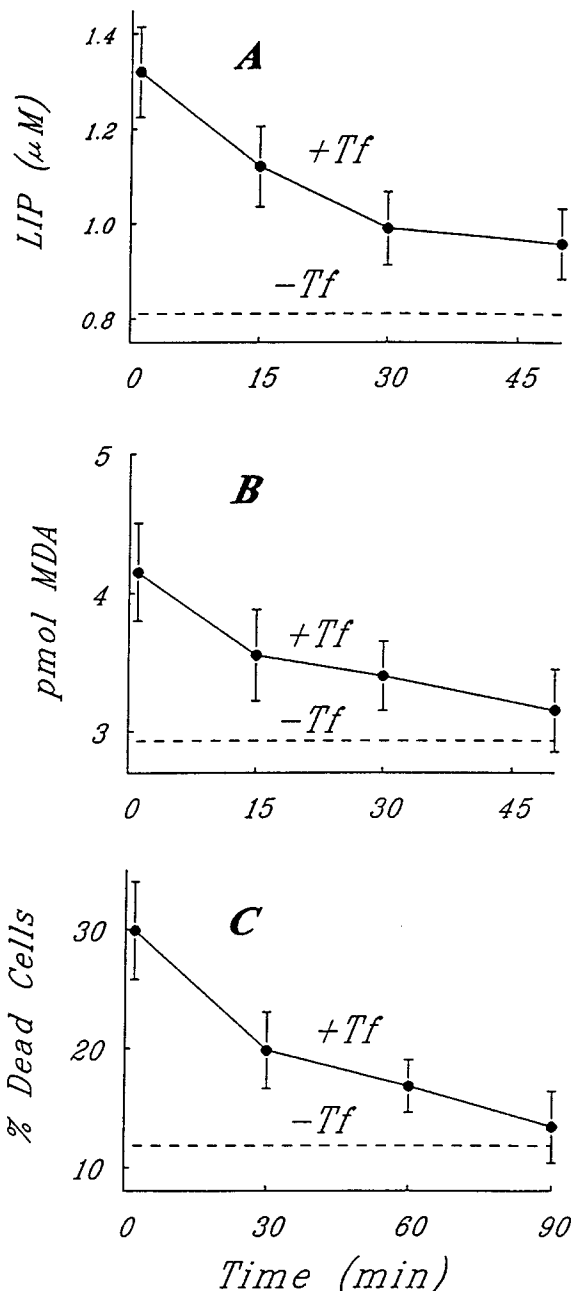 A
LIP (μM)
1.4
1.2
1.0
0.8
+Tf
-Tf
0 15 30 45
B
pmol MDA
5
4
3
+Tf
-Tf
0 15 30 45
C
% Dead Cells
30
20
10
+Tf
-Tf
0 30 60 90
Time (min)